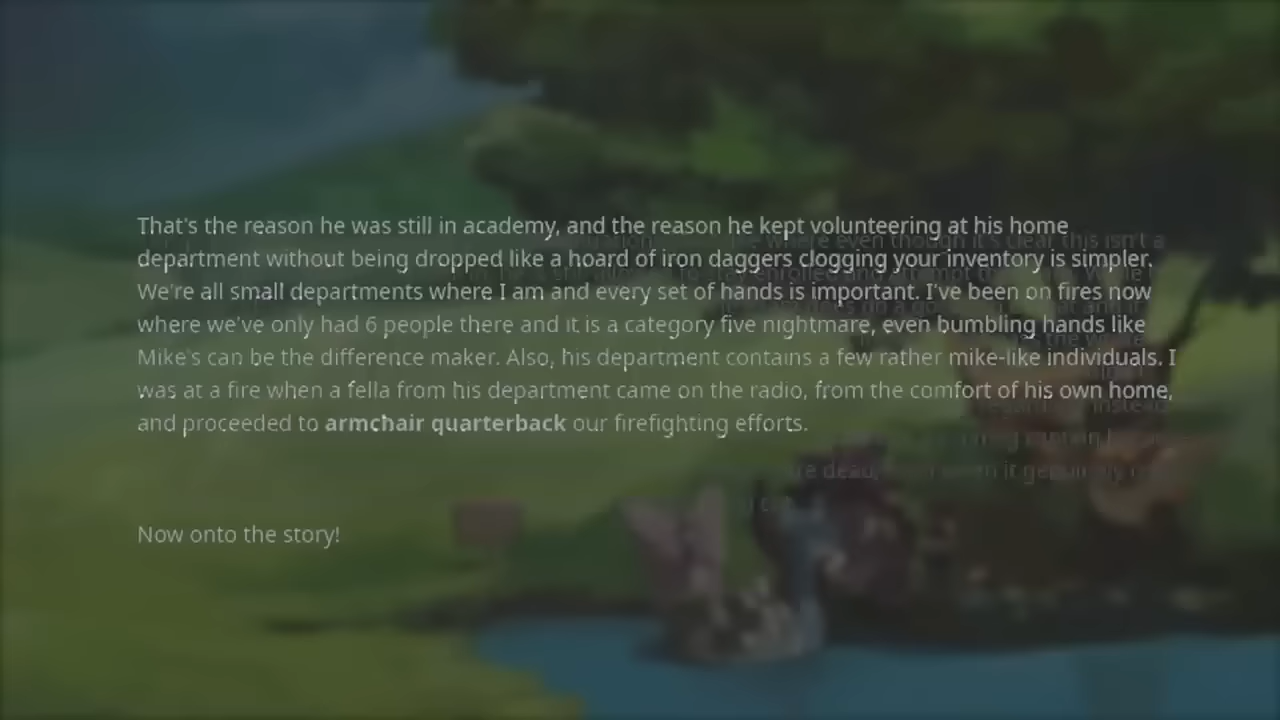 That's the reason he was still in academy, and the reason he kept volunteering at his home
department without being dropped like a hoard of iron daggers clogging your inventory is simpler.
We're all small departments where I am and every set of hands is important. I've been on fires now
where we've only had 6 people there and it is a category five nightmare, even bumbling hands like
Mike's can be the difference maker. Also, his department contains a few rather mike-like individuals. I
was at a fire when a fella from his department came on the radio, from the comfort of his own home,
and proceeded to armchair quarterback our firefighting efforts.
Now onto the story!